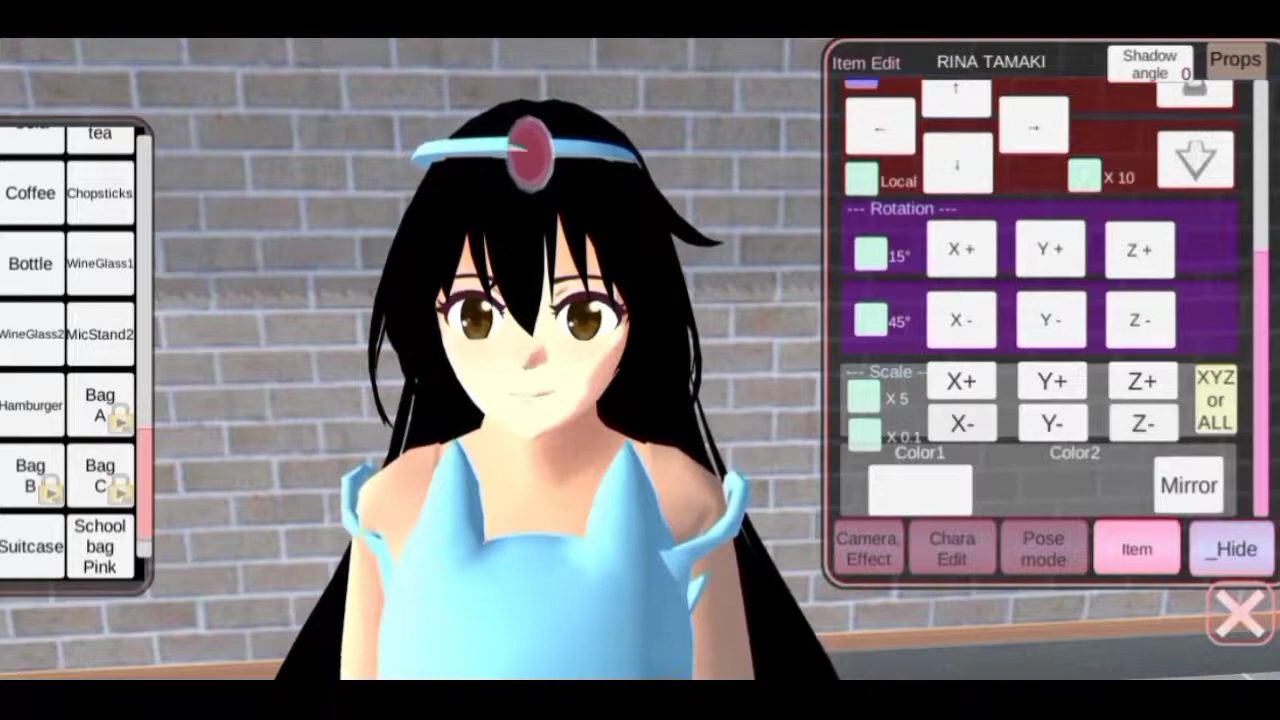 tea
Coffee
Chopsticks
Bottle
WineGlass1
WineGlass2
MicStand2
Hamburger
Bag
A
Bag
B
Bag
C
Suitcase
School
bag
Pink
Item Edit
RINA TAMAKI
Shadow
angle 0
Props
↑
←
→
↓
Local
X 10
--- Rotation ---
15°
X +
Y +
Z +
45°
X -
Y -
Z -
--- Scale --
X 5
X+
Y+
Z+
XYZ
or
ALL
X 0.1
X-
Y-
Z-
Color1
Color2
Mirror
Camera,
Effect
Chara
Edit
Pose
mode
Item
_Hide